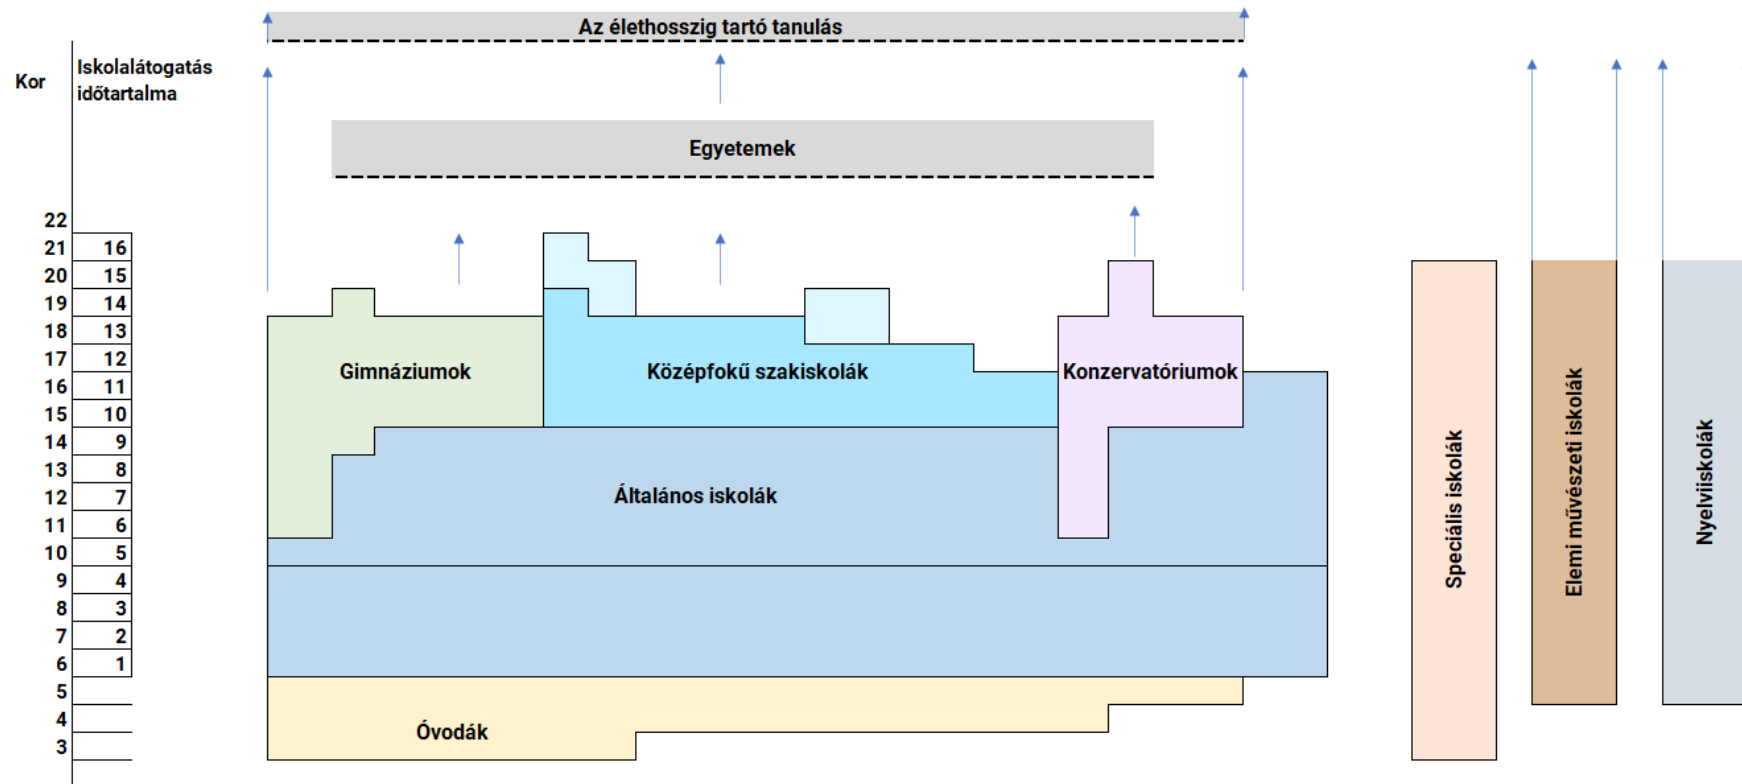 Az élethosszig tartó tanulás
Kor
Iskolalátogatás
időtartalma
Egyetemek
22
21 16
20 15
19 14
18 13
17 12
16 11
15 10
14 9
13 8
12 7
11 6
10 5
9 4
8 3
7 2
6 1
5
4
3
Gimnáziumok
Középfokű szakiskolák
Konzervatóriumok
Általános iskolák
Óvodák
Speciális iskolák
Elemi művészeti iskolák
Nyelviiskolák